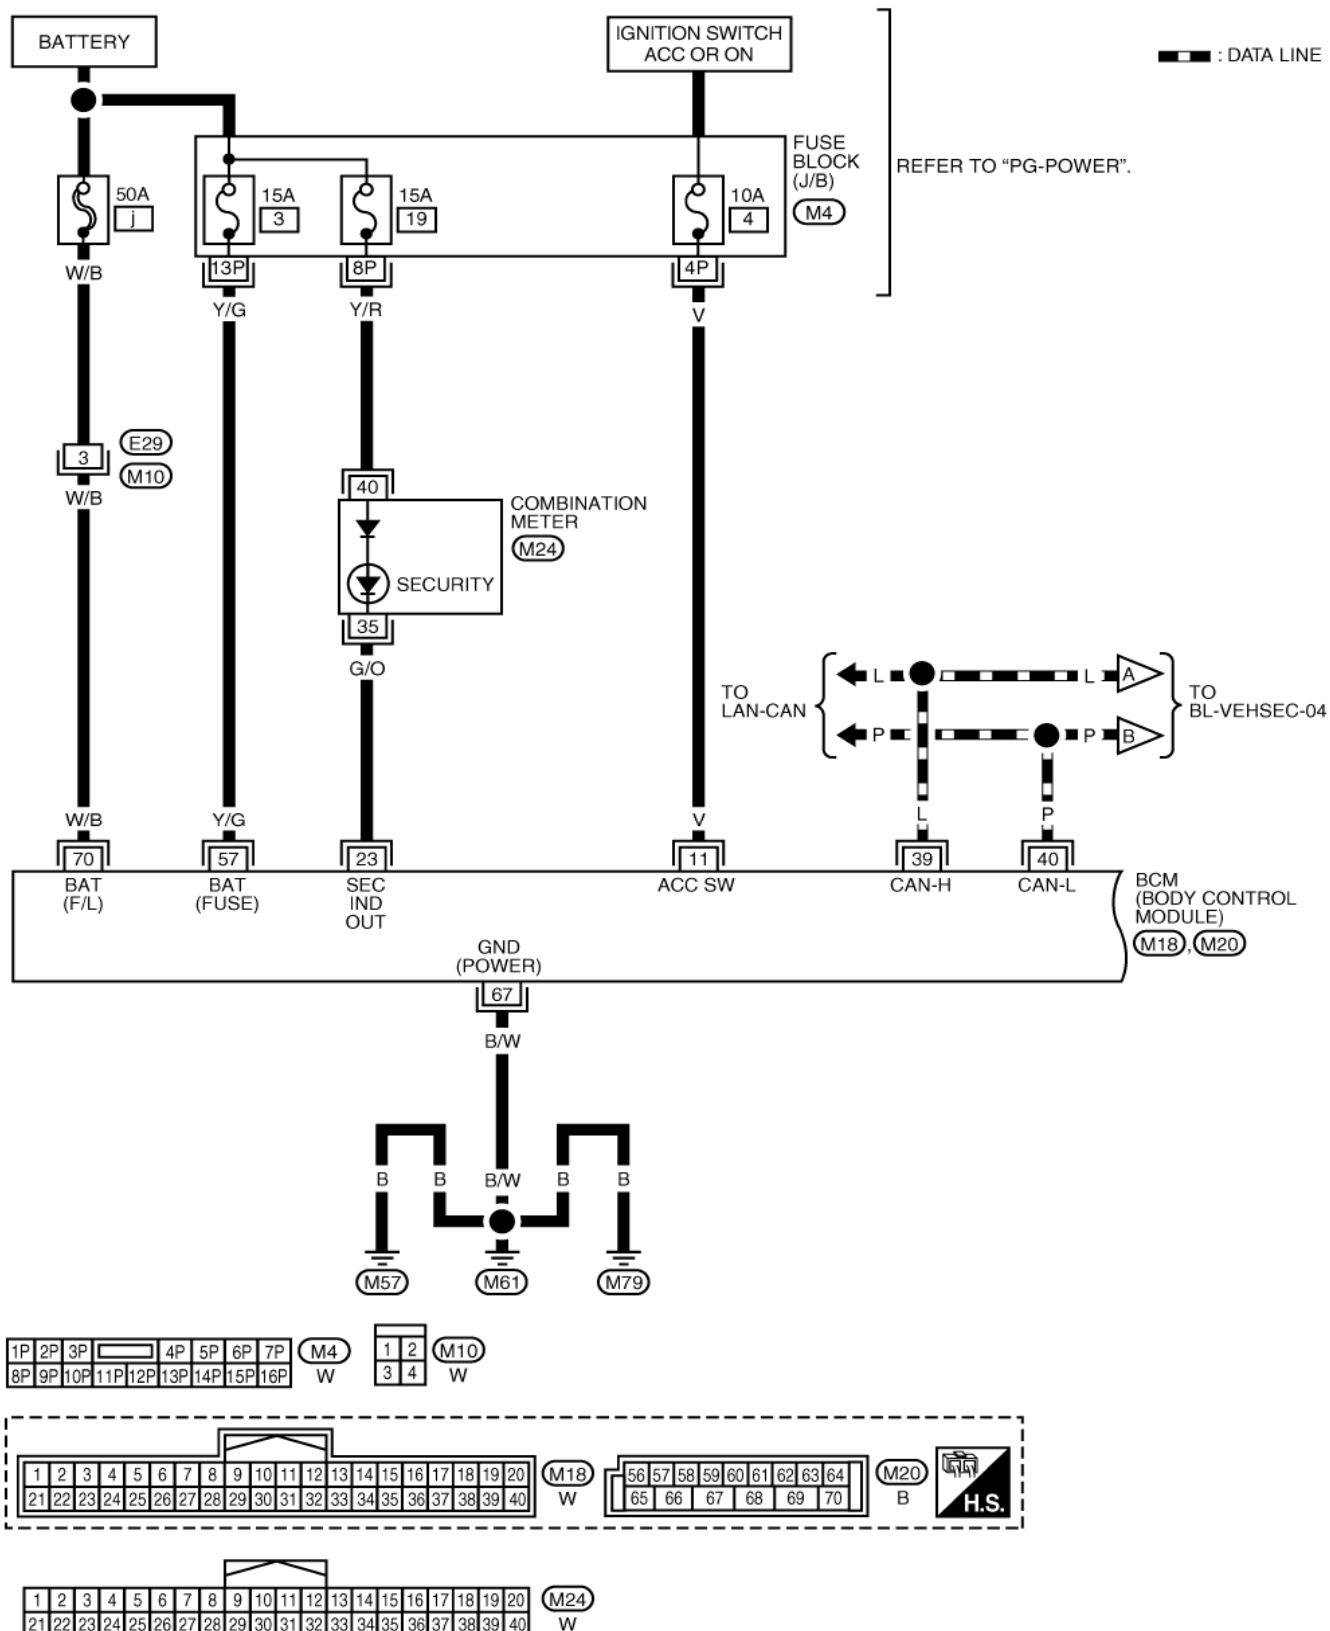 BATTERY
IGNITION SWITCH
ACC OR ON
: DATA LINE
FUSE
BLOCK
(J/B)
M4
REFER TO “PG-POWER”.
50A
j
15A
3
15A
19
10A
4
13P
8P
4P
W/B
Y/G
Y/R
V
3
E29
M10
W/B
40
COMBINATION
METER
M24
SECURITY
35
G/O
TO
LAN-CAN
L
L
A
P
P
B
TO
BL-VEHSEC-04
W/B
Y/G
V
L
P
70
57
23
11
39
40
BAT
(F/L)
BAT
(FUSE)
SEC
IND
OUT
ACC SW
CAN-H
CAN-L
BCM
(BODY CONTROL
MODULE)
M18 , M20
GND
(POWER)
67
B/W
B
B
B/W
B
B
M57
M61
M79
1P 2P 3P 4P 5P 6P 7P
8P 9P 10P 11P 12P 13P 14P 15P 16P
M4
W
1 2
3 4
M10
W
1 2 3 4 5 6 7 8 9 10 11 12 13 14 15 16 17 18 19 20
21 22 23 24 25 26 27 28 29 30 31 32 33 34 35 36 37 38 39 40
M18
W
56 57 58 59 60 61 62 63 64
65 66 67 68 69 70
M20
B
H.S.
1 2 3 4 5 6 7 8 9 10 11 12 13 14 15 16 17 18 19 20
21 22 23 24 25 26 27 28 29 30 31 32 33 34 35 36 37 38 39 40
M24
W